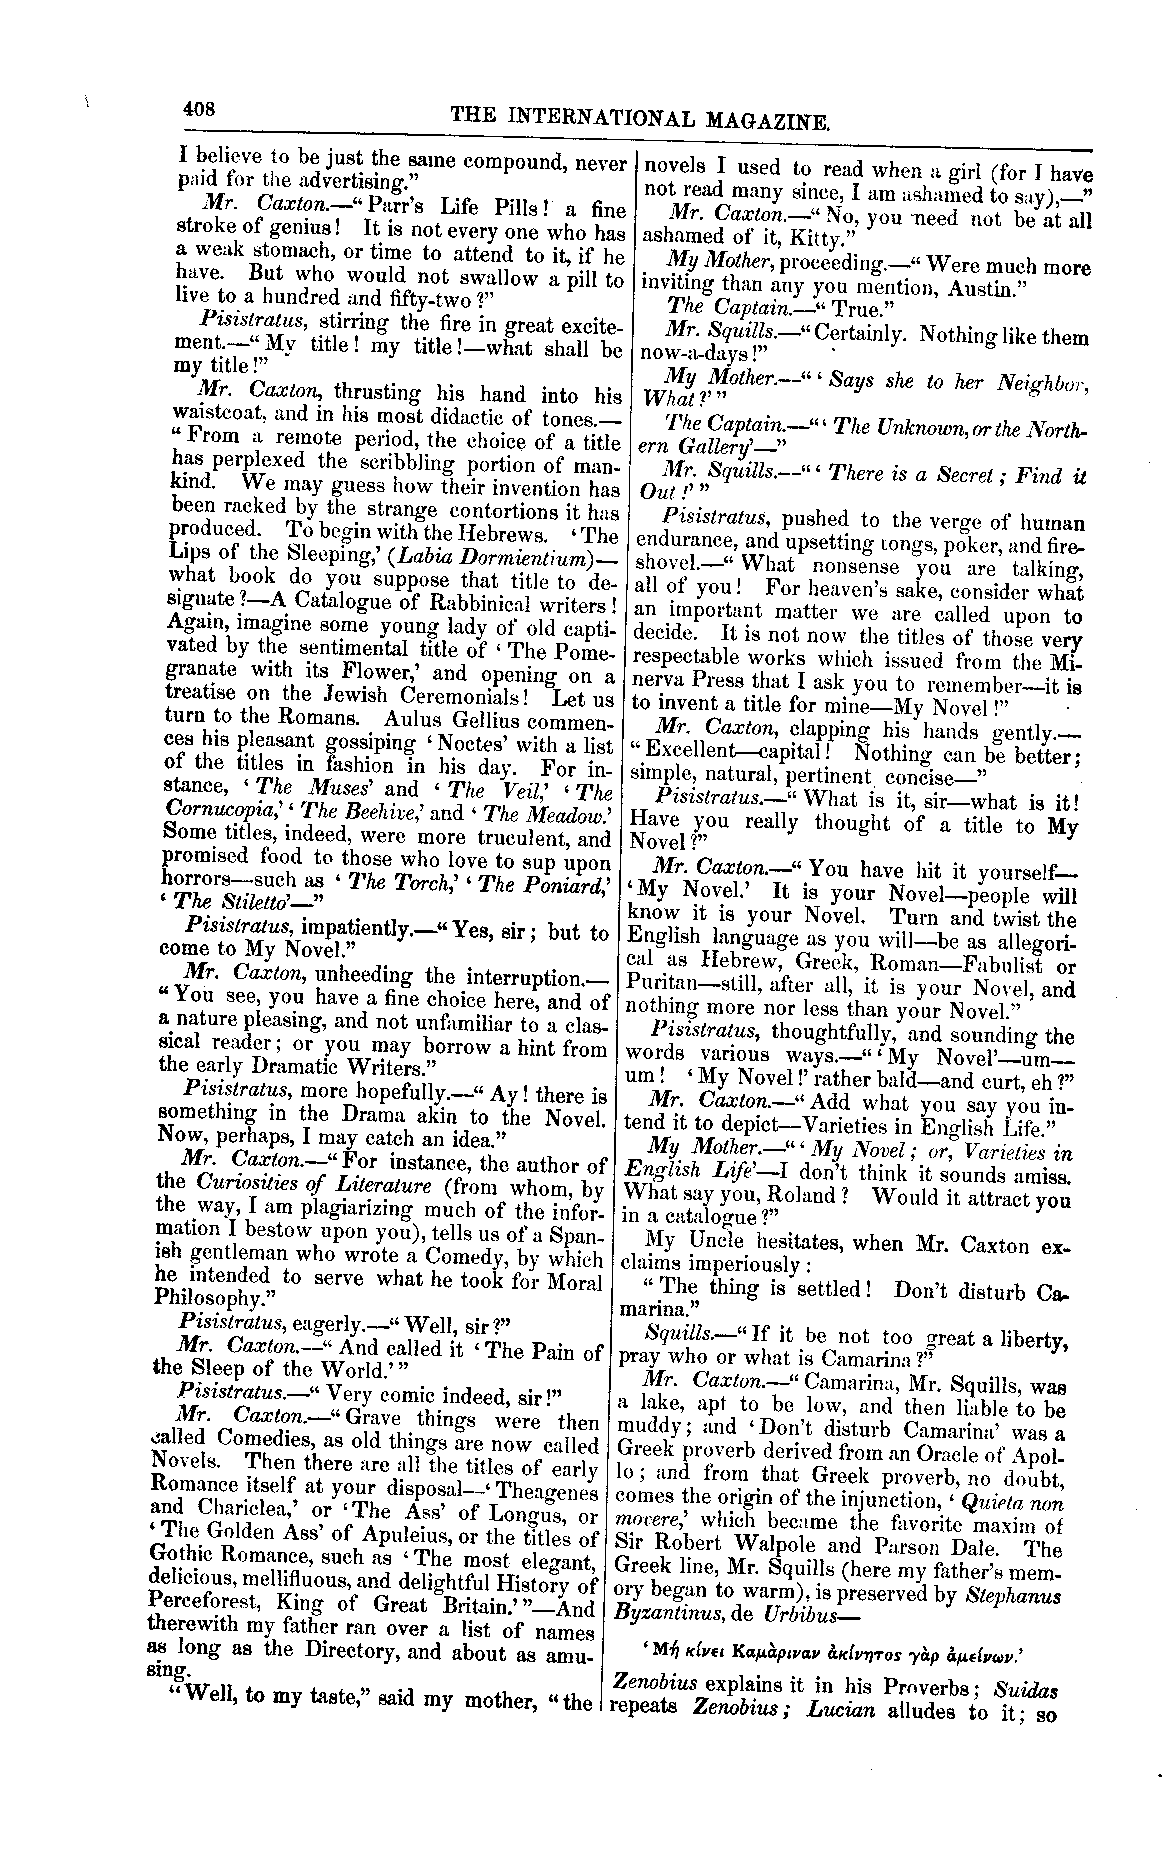 408
THE INTERNATIONAL MAGAZINE.
I believe to be just the same compound, never
paid for the advertising.”
Mr. Caxton.—“Parr’s Life Pills! a fine
stroke of genius! It is not every one who has
a weak stomach, or time to attend to it, if he
have. But who would not swallow a pill to
live to a hundred and fifty-two?”
Pisistratus, stirring the fire in great excite-
ment.—“My title! my title!—what shall be
my title!”
Mr. Caxton, thrusting his hand into his
waistcoat, and in his most didactic of tones.—
“From a remote period, the choice of a title
has perplexed the scribbling portion of man-
kind. We may guess how their invention has
been racked by the strange contortions it has
produced. To begin with the Hebrews. ‘The
Lips of the Sleeping,’ (Labia Dormientium)—
what book do you suppose that title to de-
signate?—A Catalogue of Rabbinical writers!
Again, imagine some young lady of old capti-
vated by the sentimental title of ‘The Pome-
granate with its Flower,’ and opening on a
treatise on the Jewish Ceremonials! Let us
turn to the Romans. Aulus Gellius commen-
ces his pleasant gossiping ‘Noctes’ with a list
of the titles in fashion in his day. For in-
stance, ‘The Muses’ and ‘The Veil,’ ‘The
Cornucopia,’ ‘The Beehive,’ and ‘The Meadow.’
Some titles, indeed, were more truculent, and
promised food to those who love to sup upon
horrors—such as ‘The Torch,’ ‘The Poniard,’
‘The Stiletto’—”
Pisistratus, impatiently.—“Yes, sir; but to
come to My Novel.”
Mr. Caxton, unheeding the interruption.—
“You see, you have a fine choice here, and of
a nature pleasing, and not unfamiliar to a clas-
sical reader; or you may borrow a hint from
the early Dramatic Writers.”
Pisistratus, more hopefully.—“Ay! there is
something in the Drama akin to the Novel.
Now, perhaps, I may catch an idea.”
Mr. Caxton.—“For instance, the author of
the Curiosities of Literature (from whom, by
the way, I am plagiarizing much of the infor-
mation I bestow upon you), tells us of a Span-
ish gentleman who wrote a Comedy, by which
he intended to serve what he took for Moral
Philosophy.”
Pisistratus, eagerly.—“Well, sir?”
Mr. Caxton.—“And called it ‘The Pain of
the Sleep of the World.’”
Pisistratus.—“Very comic indeed, sir!”
Mr. Caxton.—“Grave things were then
called Comedies, as old things are now called
Novels. Then there are all the titles of early
Romance itself at your disposal—‘Theagenes
and Chariclea,’ or ‘The Ass’ of Longus, or
‘The Golden Ass’ of Apuleius, or the titles of
Gothic Romance, such as ‘The most elegant,
delicious, mellifluous, and delightful History of
Perceforest, King of Great Britain.’”—And
therewith my father ran over a list of names
as long as the Directory, and about as amu-
sing.
“Well, to my taste,” said my mother, “the
novels I used to read when a girl (for I have
not read many since, I am ashamed to say),—”
Mr. Caxton.—“No, you need not be at all
ashamed of it, Kitty.”
My Mother, proceeding.—“Were much more
inviting than any you mention, Austin.”
The Captain.—“True.”
Mr. Squills.—“Certainly. Nothing like them
now-a-days!”
My Mother.—“‘Says she to her Neighbor,
What?’”
The Captain.—“‘The Unknown, or the North-
ern Gallery’—”
Mr. Squills.—“‘There is a Secret; Find it
Out!’”
Pisistratus, pushed to the verge of human
endurance, and upsetting tongs, poker, and fire-
shovel.—“What nonsense you are talking,
all of you! For heaven’s sake, consider what
an important matter we are called upon to
decide. It is not now the titles of those very
respectable works which issued from the Mi-
nerva Press that I ask you to remember—it is
to invent a title for mine—My Novel!”
Mr. Caxton, clapping his hands gently.—
“Excellent—capital! Nothing can be better;
simple, natural, pertinent concise—”
Pisistratus.—“What is it, sir—what is it!
Have you really thought of a title to My
Novel?”
Mr. Caxton.—“You have hit it yourself—
‘My Novel.’ It is your Novel—people will
know it is your Novel. Turn and twist the
English language as you will—be as allegori-
cal as Hebrew, Greek, Roman—Fabulist or
Puritan—still, after all, it is your Novel, and
nothing more nor less than your Novel.”
Pisistratus, thoughtfully, and sounding the
words various ways.—“‘My Novel’—um—
um! ‘My Novel!’ rather bald—and curt, eh?”
Mr. Caxton.—“Add what you say you in-
tend it to depict—Varieties in English Life.”
My Mother.—“‘My Novel; or, Varieties in
English Life’—I don’t think it sounds amiss.
What say you, Roland? Would it attract you
in a catalogue?”
My Uncle hesitates, when Mr. Caxton ex-
claims imperiously:
“The thing is settled! Don’t disturb Ca-
marina.”
Squills.—“If it be not too great a liberty,
pray who or what is Camarina?”
Mr. Caxton.—“Camarina, Mr. Squills, was
a lake, apt to be low, and then liable to be
muddy; and ‘Don’t disturb Camarina’ was a
Greek proverb derived from an Oracle of Apol-
lo; and from that Greek proverb, no doubt,
comes the origin of the injunction, ‘Quieta non
movere,’ which became the favorite maxim of
Sir Robert Walpole and Parson Dale. The
Greek line, Mr. Squills (here my father’s mem-
ory began to warm), is preserved by Stephanus
Byzantinus, de Urbibus—
‘Μὴ κίνει Καμάριναν ἀκίνητος γὰρ ἀμείνων.’
Zenobius explains it in his Proverbs; Suidas
repeats Zenobius; Lucian alludes to it; so